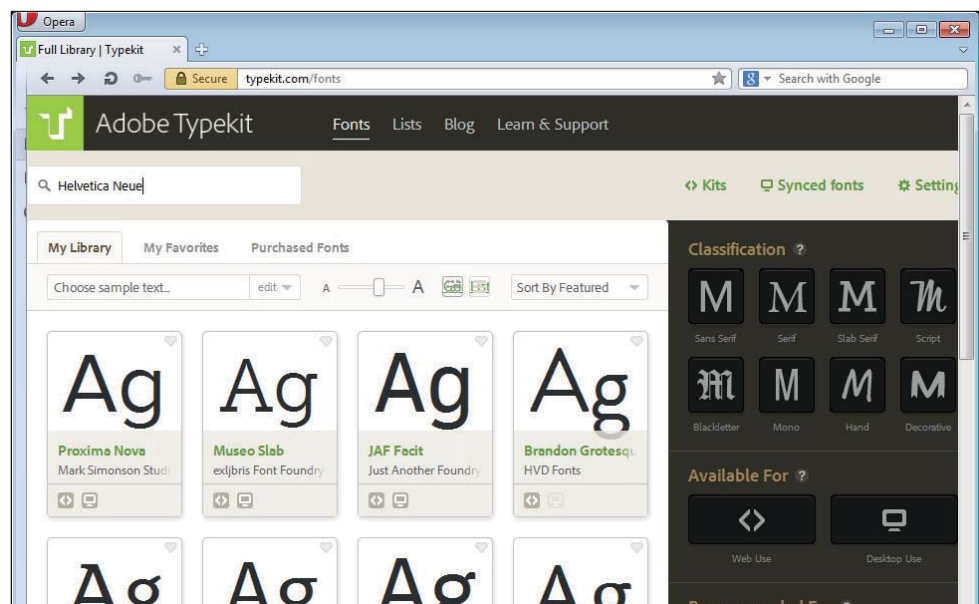 Opera
Full Library | Typekit
Secure typekit.com/fonts
Search with Google
Adobe Typekit
Fonts Lists Blog Learn & Support
Helvetica Neue
Kits Synced fonts Setting
My Library My Favorites Purchased Fonts
Choose sample text... edit A A Sort By Featured
Classification ?
M M M M
Sans Serif Serif Slab Serif Script
M M M M
Blackletter Mono Hand Decorative
Ag Ag Ag Ag
Proxima Nova Museo Slab JAF Facit Brandon Grotesqu
Mark Simonson Studi exljbris Font Foundry Just Another Foundry HVD Fonts
Available For ?
Web Use Desktop Use
Ag Ag Ag Ag